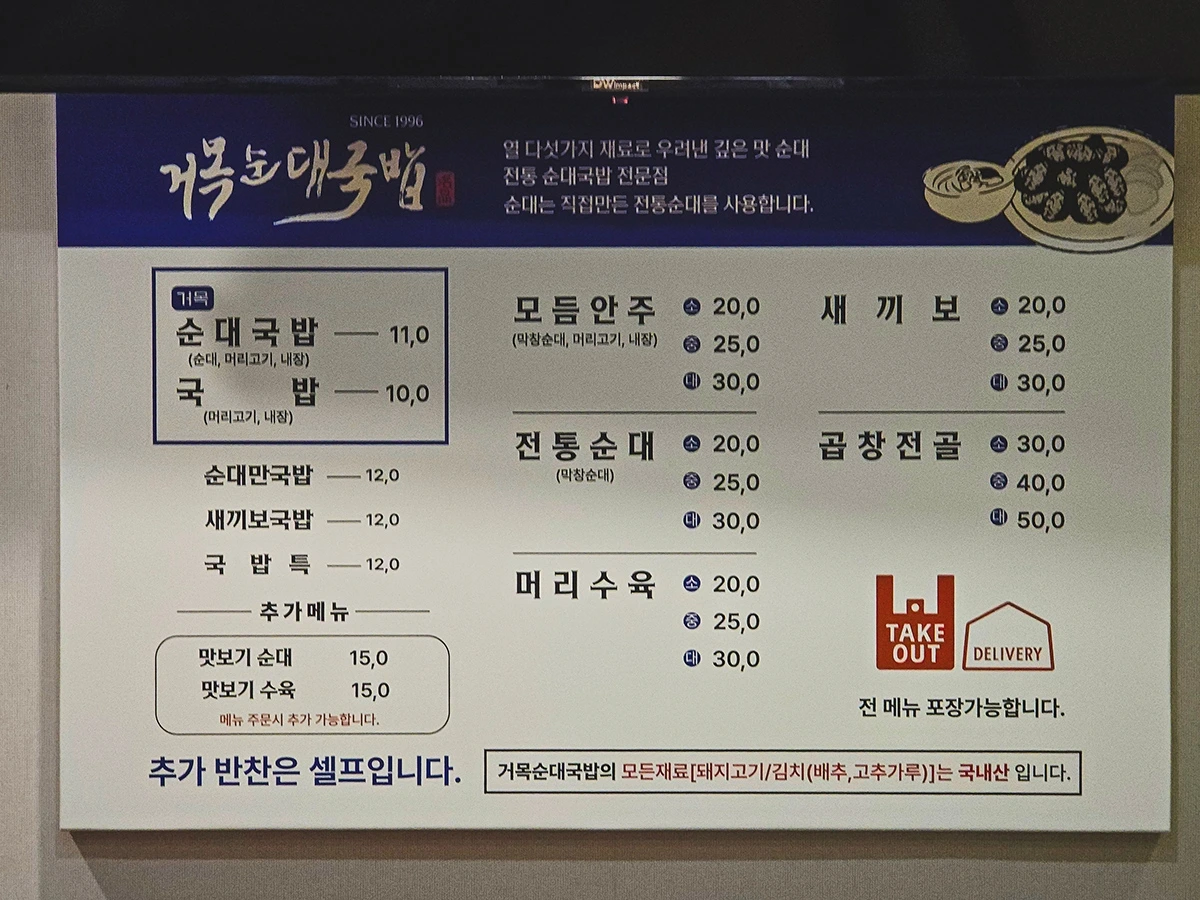 DWimpact
SINCE 1996
거목순대국밥
열 다섯가지 재료로 우려낸 깊은 맛 순대
전통 순대국밥 전문점
순대는 직접만든 전통순대를 사용합니다.
거목
순대국밥 11,0
(순대, 머리고기, 내장)
국밥 10,0
(머리고기, 내장)
순대만국밥 12,0
새끼보국밥 12,0
국밥특 12,0
추가메뉴
맛보기 순대 15,0
맛보기 수육 15,0
메뉴 주문시 추가 가능합니다.
추가 반찬은 셀프입니다.
모듬안주 소 20,0
(막창순대, 머리고기, 내장) 중 25,0
대 30,0
전통순대 소 20,0
(막창순대) 중 25,0
대 30,0
머리수육 소 20,0
중 25,0
대 30,0
새끼보 소 20,0
중 25,0
대 30,0
곱창전골 소 30,0
중 40,0
대 50,0
TAKE
OUT
DELIVERY
전 메뉴 포장가능합니다.
거목순대국밥의 모든재료[돼지고기/김치(배추,고추가루)]는 국내산 입니다.